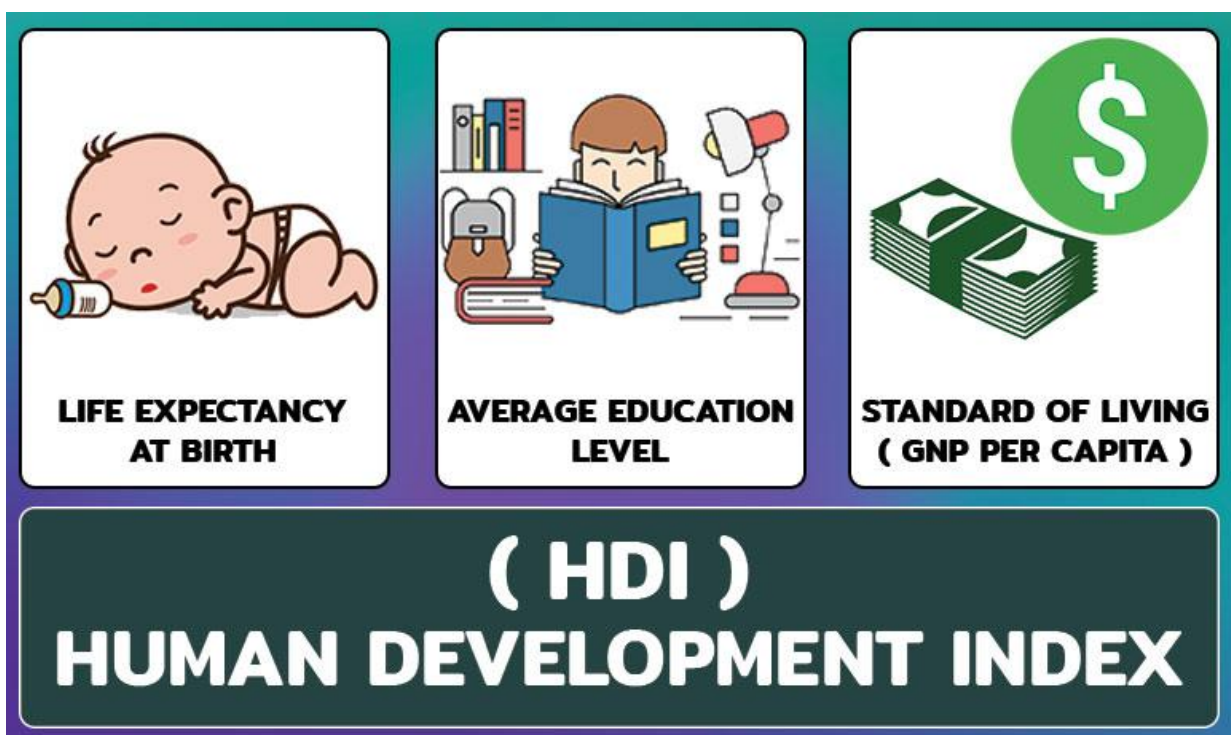 LIFE EXPECTANCY
AT BIRTH
AVERAGE EDUCATION
LEVEL
$
STANDARD OF LIVING
( GNP PER CAPITA )
( HDI )
HUMAN DEVELOPMENT INDEX